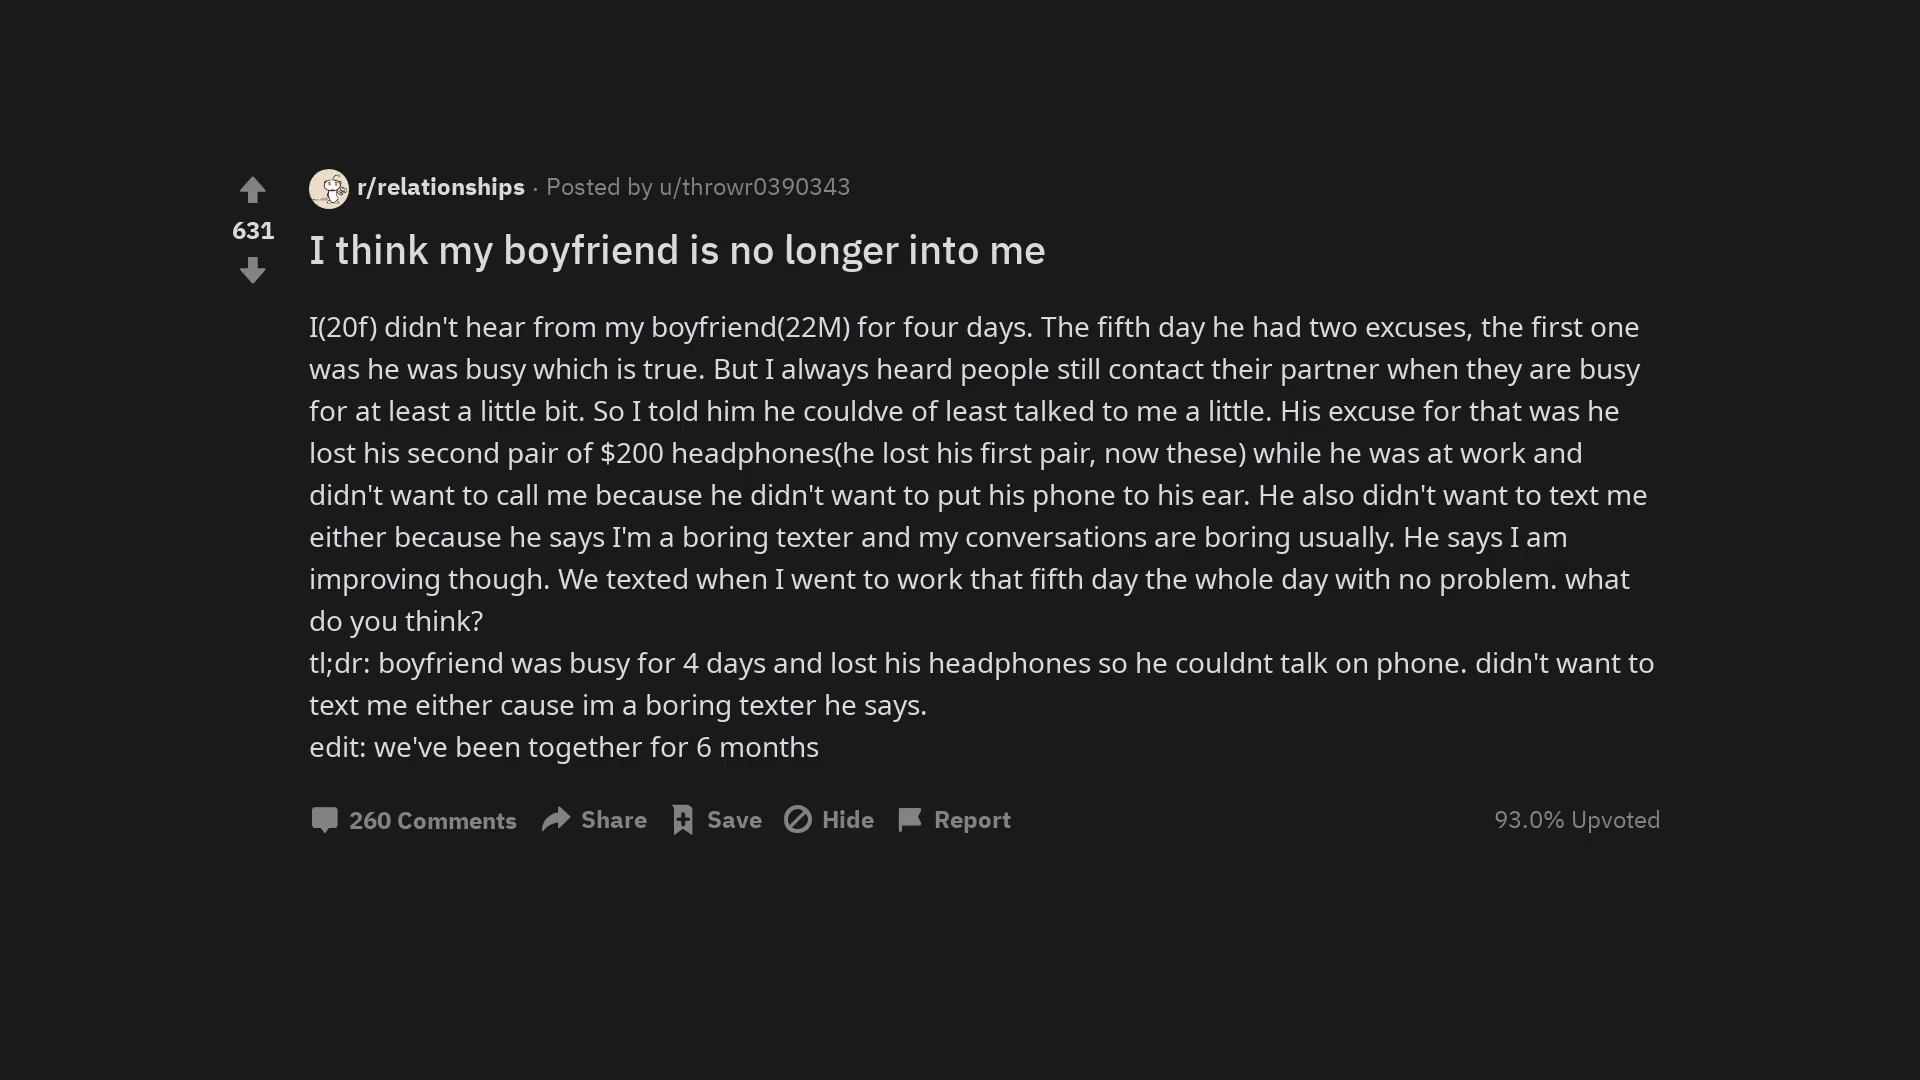 r/relationships · Posted by u/throwr0390343
631
I think my boyfriend is no longer into me
I(20f) didn't hear from my boyfriend(22M) for four days. The fifth day he had two excuses, the first one
was he was busy which is true. But I always heard people still contact their partner when they are busy
for at least a little bit. So I told him he couldve of least talked to me a little. His excuse for that was he
lost his second pair of $200 headphones(he lost his first pair, now these) while he was at work and
didn't want to call me because he didn't want to put his phone to his ear. He also didn't want to text me
either because he says I'm a boring texter and my conversations are boring usually. He says I am
improving though. We texted when I went to work that fifth day the whole day with no problem. what
do you think?
tl;dr: boyfriend was busy for 4 days and lost his headphones so he couldnt talk on phone. didn't want to
text me either cause im a boring texter he says.
edit: we've been together for 6 months
260 Comments Share Save Hide Report 93.0% Upvoted